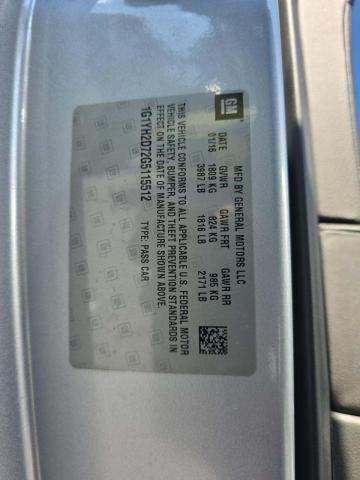 GM
MFD BY GENERAL MOTORS LLC
DATE GVWR GAWR FRT GAWR RR
01/16 1809 KG 824 KG 985 KG
3987 LB 1816 LB 2171 LB
THIS VEHICLE CONFORMS TO ALL APPLICABLE U.S. FEDERAL MOTOR
VEHICLE SAFETY, BUMPER, AND THEFT PREVENTION STANDARDS IN
EFFECT ON THE DATE OF MANUFACTURE SHOWN ABOVE.
1G1YH2D72G5115512 TYPE: PASS CAR